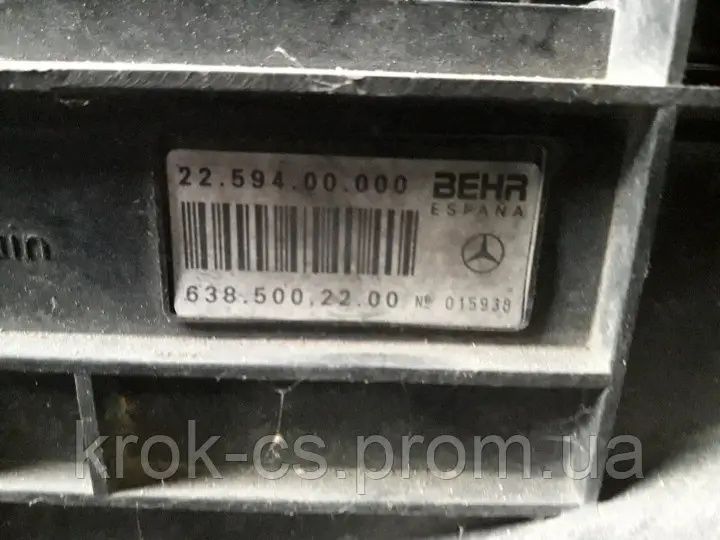 22.594.00.000 BEHR
ESPAÑA
638.500.22.00 Nº 015938
krok-cs.prom.ua